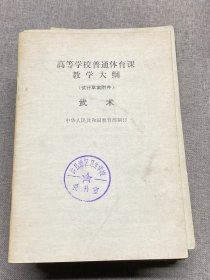 高等学校普通体育课
教学大纲
(试行草案附件)
武术
中华人民共和国教育部制订